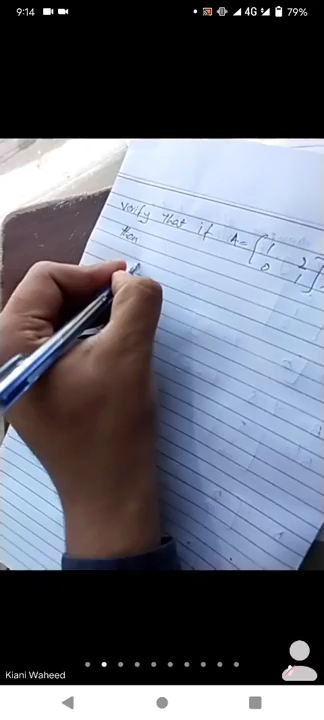 9:14
4G 79%
Verify that if A = [ 1 2
0 1 ]
then
Kiani Waheed